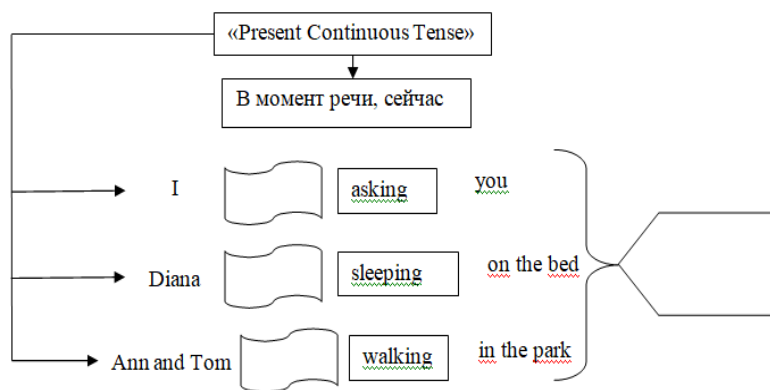 «Present Continuous Tense»
В момент речи, сейчас
I asking you
Diana sleeping on the bed
Ann and Tom walking in the park